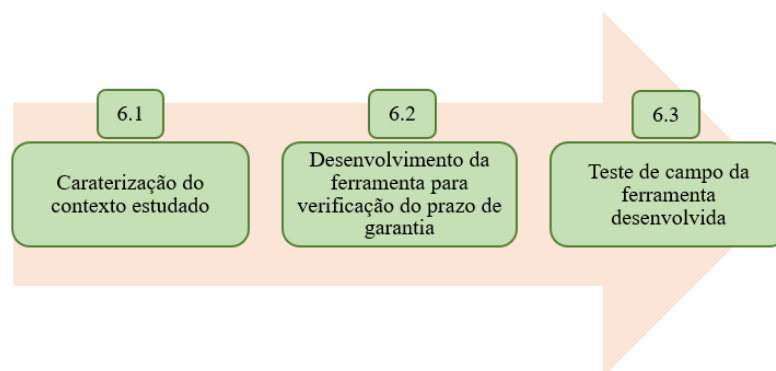 6.1
Caraterização do
contexto estudado
6.2
Desenvolvimento da
ferramenta para
verificação do prazo de
garantia
6.3
Teste de campo da
ferramenta
desenvolvida